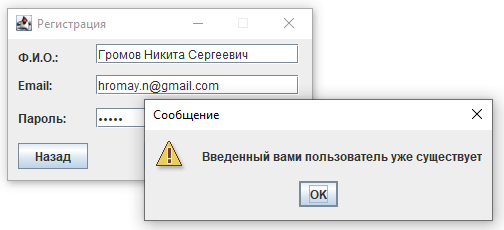 Регистрация
Ф.И.О.: Громов Никита Сергеевич
Email: hromay.n@gmail.com
Пароль: •••••
Назад
Сообщение
Введенный вами пользователь уже существует
OK